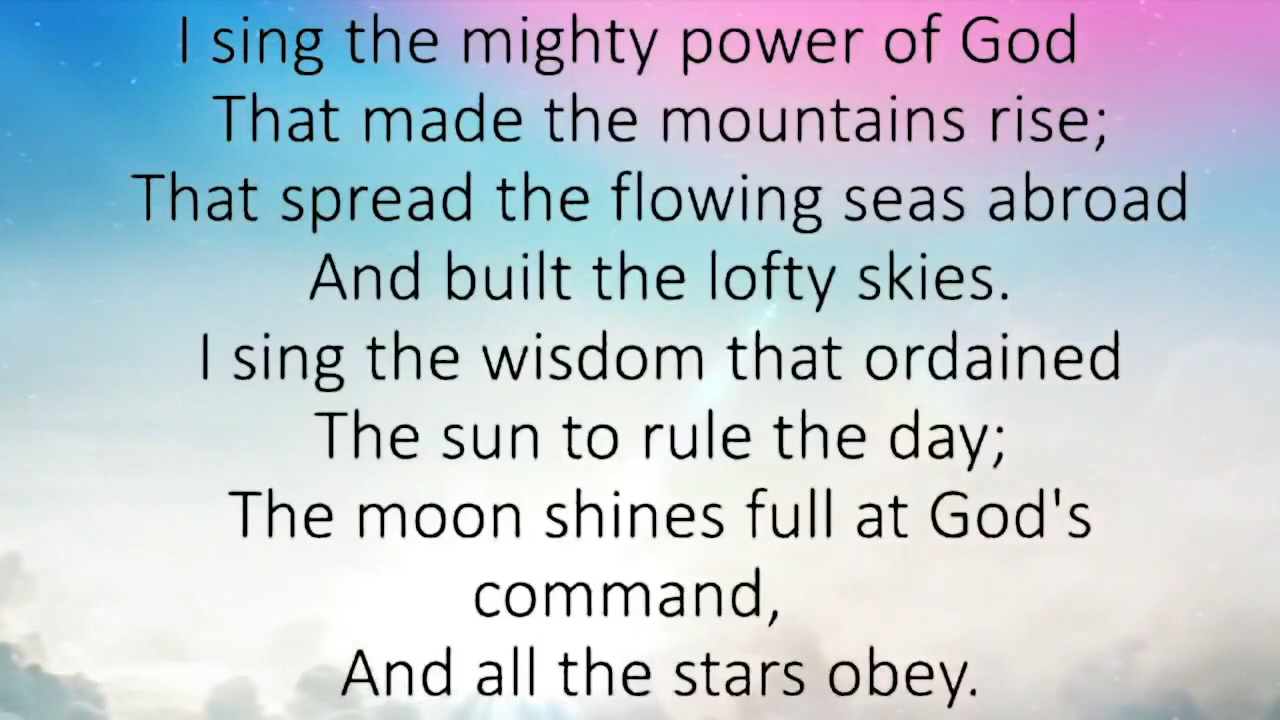 I sing the mighty power of God
That made the mountains rise;
That spread the flowing seas abroad
And built the lofty skies.
I sing the wisdom that ordained
The sun to rule the day;
The moon shines full at God's
command,
And all the stars obey.